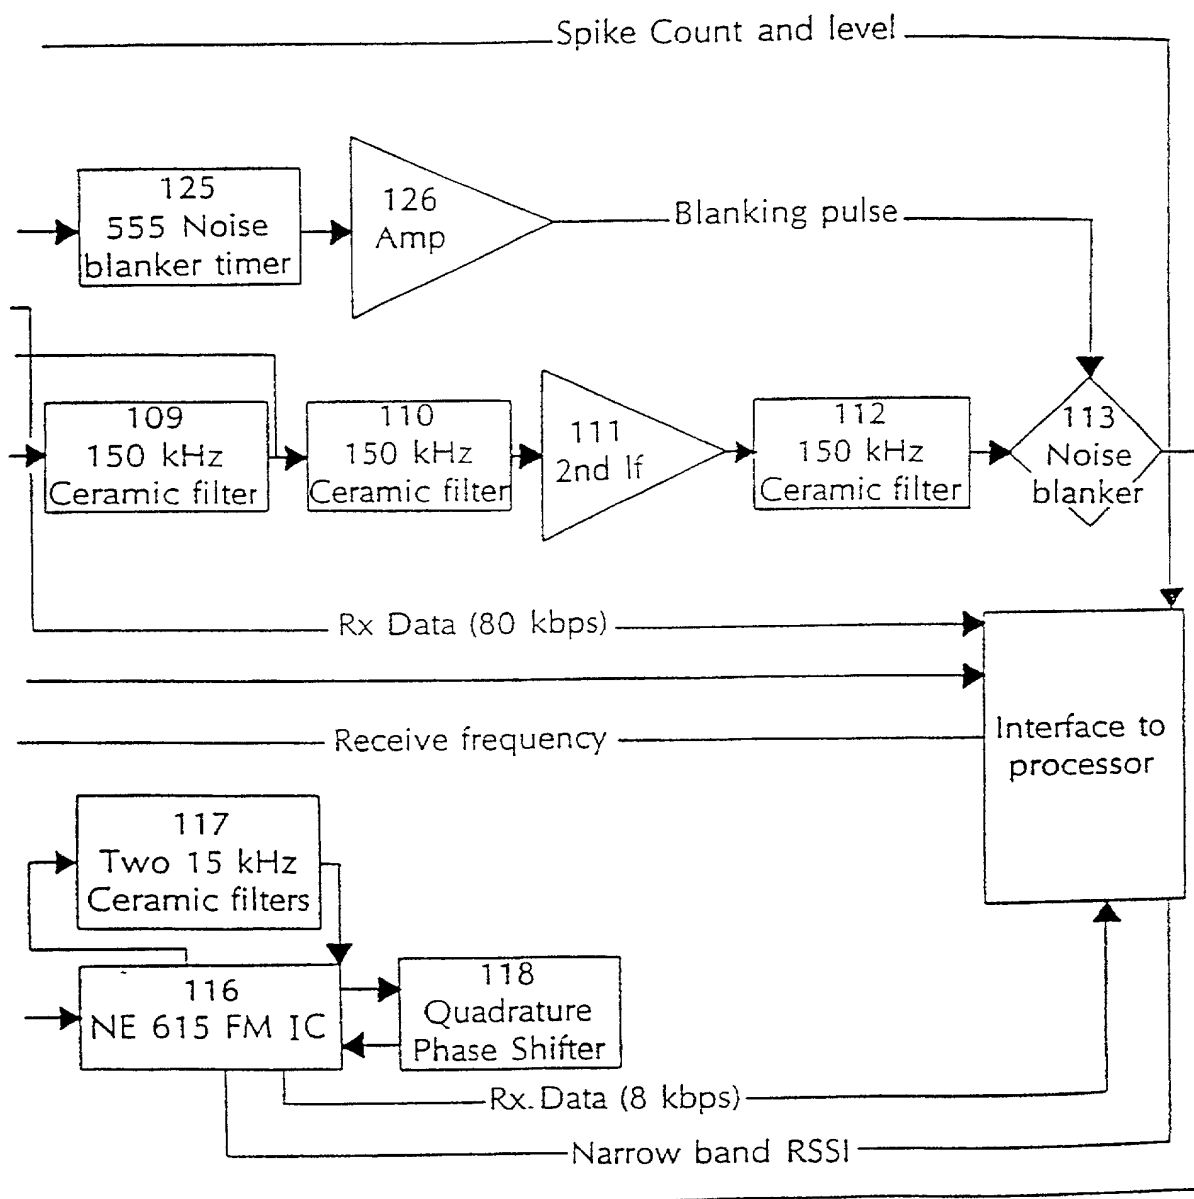 Spike Count and level
125
555 Noise
blanker timer
126
Amp
Blanking pulse
109
150 kHz
Ceramic filter
110
150 kHz
Ceramic filter
111
2nd If
112
150 kHz
Ceramic filter
113
Noise
blanker
Rx Data (80 kbps)
Receive frequency
Interface to
processor
117
Two 15 kHz
Ceramic filters
116
NE 615 FM IC
118
Quadrature
Phase Shifter
Rx Data (8 kbps)
Narrow band RSSI